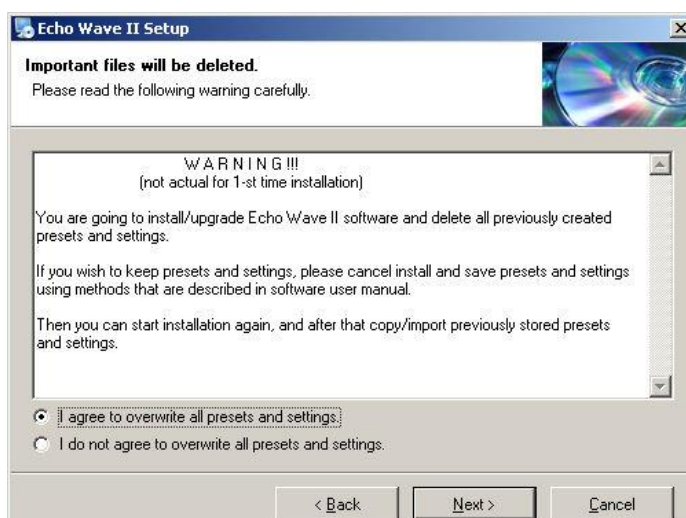 Echo Wave II Setup
Important files will be deleted.
Please read the following warning carefully.
W A R N I N G !!!
(not actual for 1-st time installation)
You are going to install/upgrade Echo Wave II software and delete all previously created
presets and settings.
If you wish to keep presets and settings, please cancel install and save presets and settings
using methods that are described in software user manual.
Then you can start installation again, and after that copy/import previously stored presets
and settings.
I agree to overwrite all presets and settings.
I do not agree to overwrite all presets and settings.
< Back
Next >
Cancel